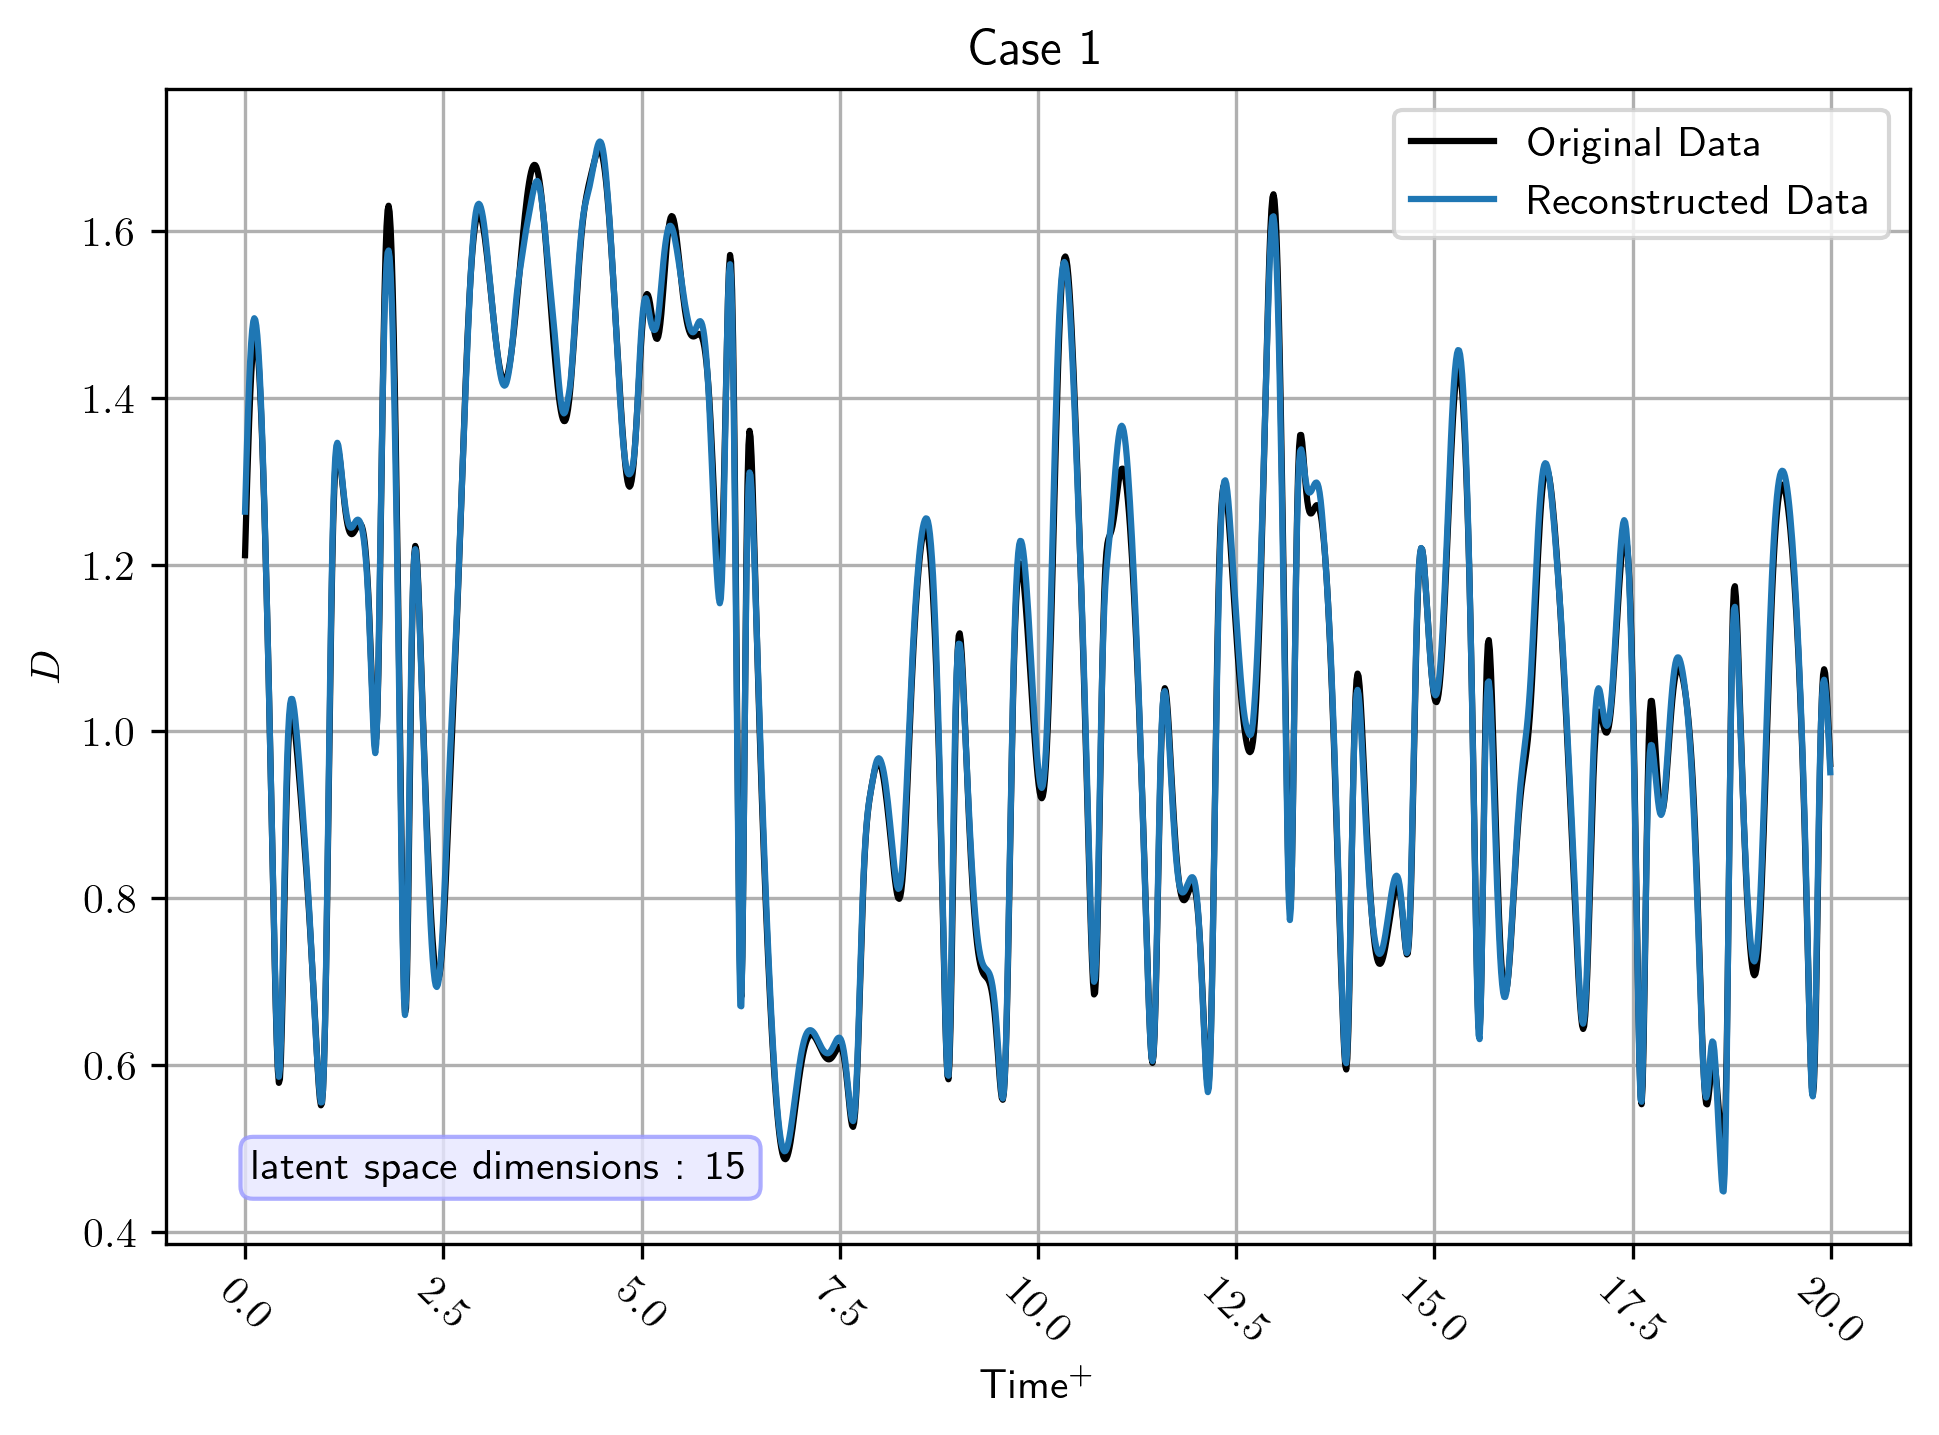 Case 1
Original Data
Reconstructed Data
1.6
1.4
1.2
1.0
0.8
0.6
0.4
D
latent space dimensions : 15
0.0 2.5 5.0 7.5 10.0 12.5 15.0 17.5 20.0
Time⁺